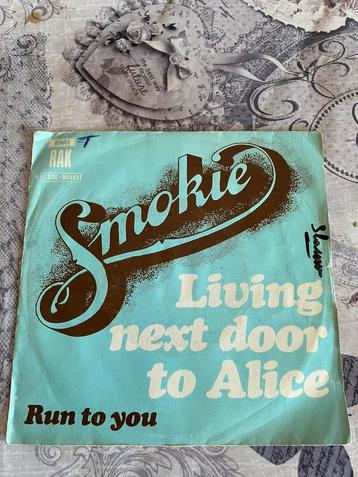 EMI
RAK
Smokie
Living
next door
to Alice
Run to you